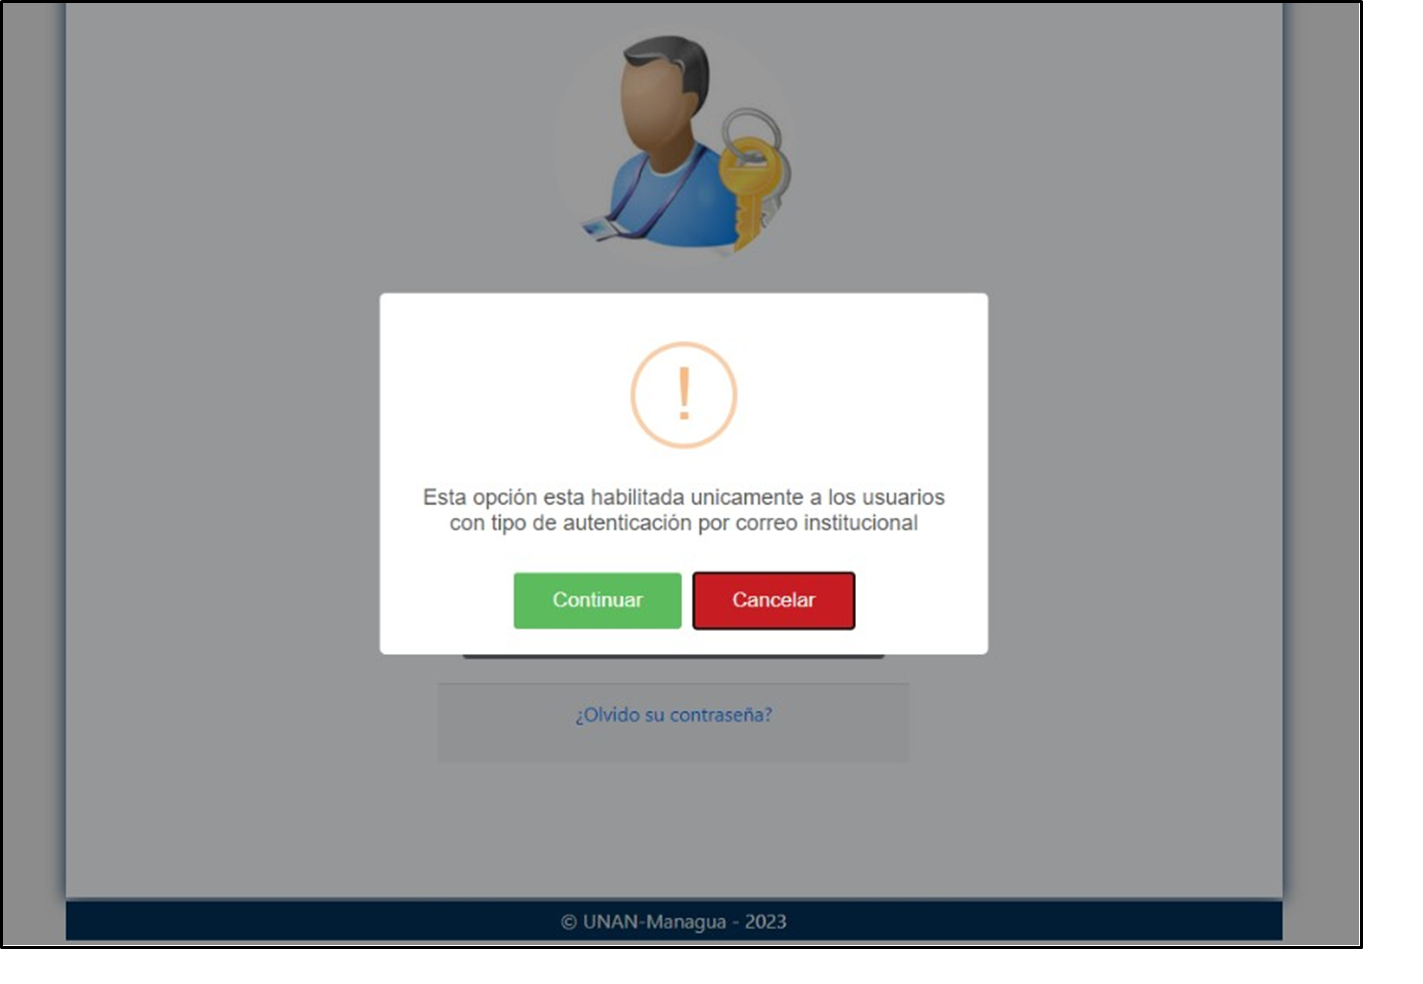 !
Esta opción esta habilitada unicamente a los usuarios
con tipo de autenticación por correo institucional
Continuar
Cancelar
¿Olvido su contraseña?
© UNAN-Managua - 2023